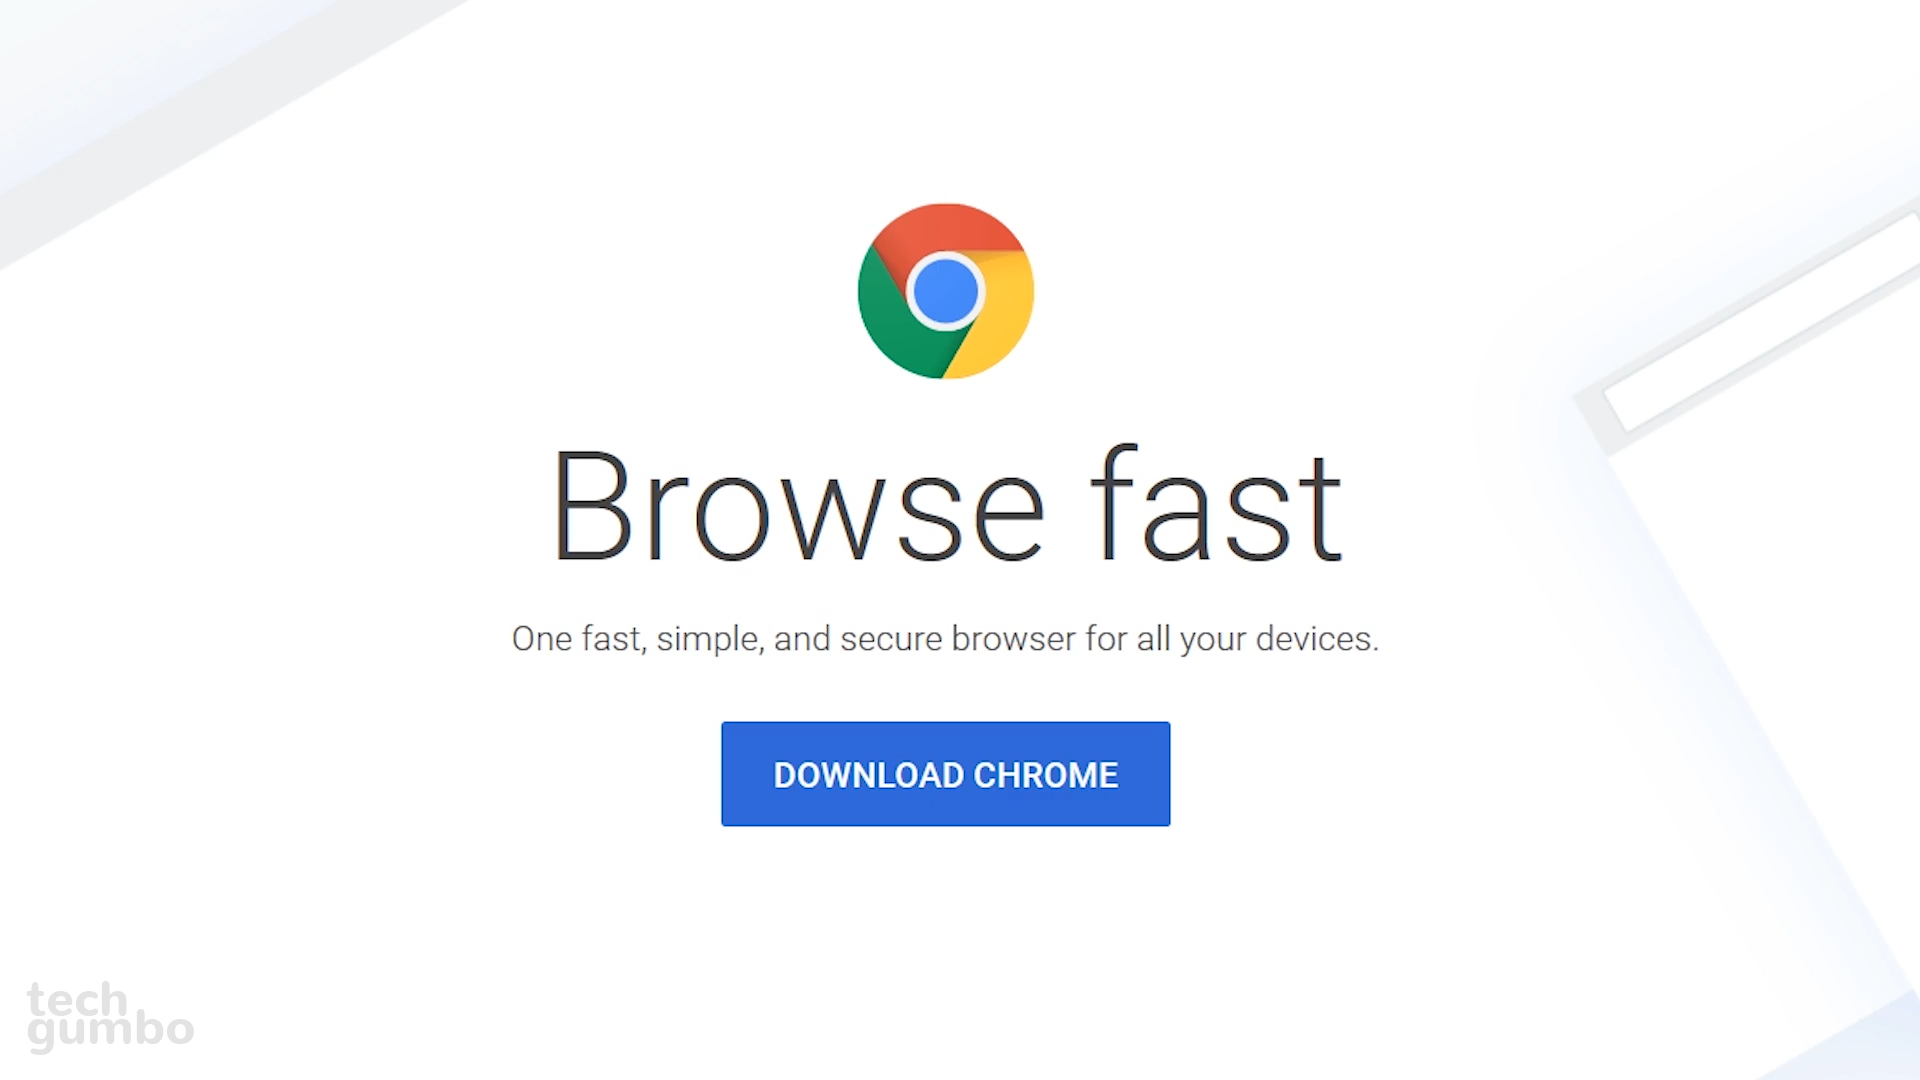 Browse fast
One fast, simple, and secure browser for all your devices.
DOWNLOAD CHROME
tech
gumbo